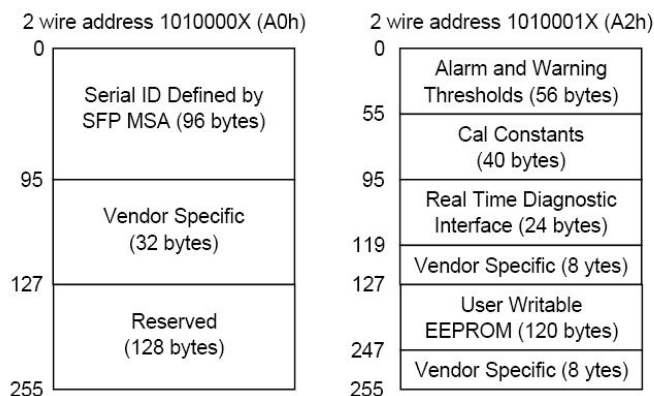 2 wire address 1010000X (A0h)
0
Serial ID Defined by
SFP MSA (96 bytes)
95
Vendor Specific
(32 bytes)
127
Reserved
(128 bytes)
255
2 wire address 1010001X (A2h)
0
Alarm and Warning
Thresholds (56 bytes)
55
Cal Constants
(40 bytes)
95
Real Time Diagnostic
Interface (24 bytes)
119
Vendor Specific (8 ytes)
127
User Writable
EEPROM (120 bytes)
247
Vendor Specific (8 ytes)
255